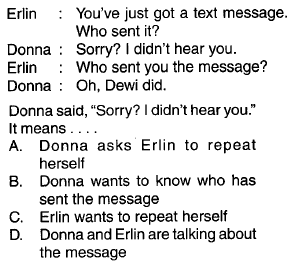 Erlin : You've just got a text message.
Who sent it?
Donna : Sorry? I didn't hear you.
Erlin : Who sent you the message?
Donna : Oh, Dewi did.
Donna said, "Sorry? I didn't hear you."
It means . . . .
A. Donna asks Erlin to repeat
herself
B. Donna wants to know who has
sent the message
C. Erlin wants to repeat herself
D. Donna and Erlin are talking about
the message